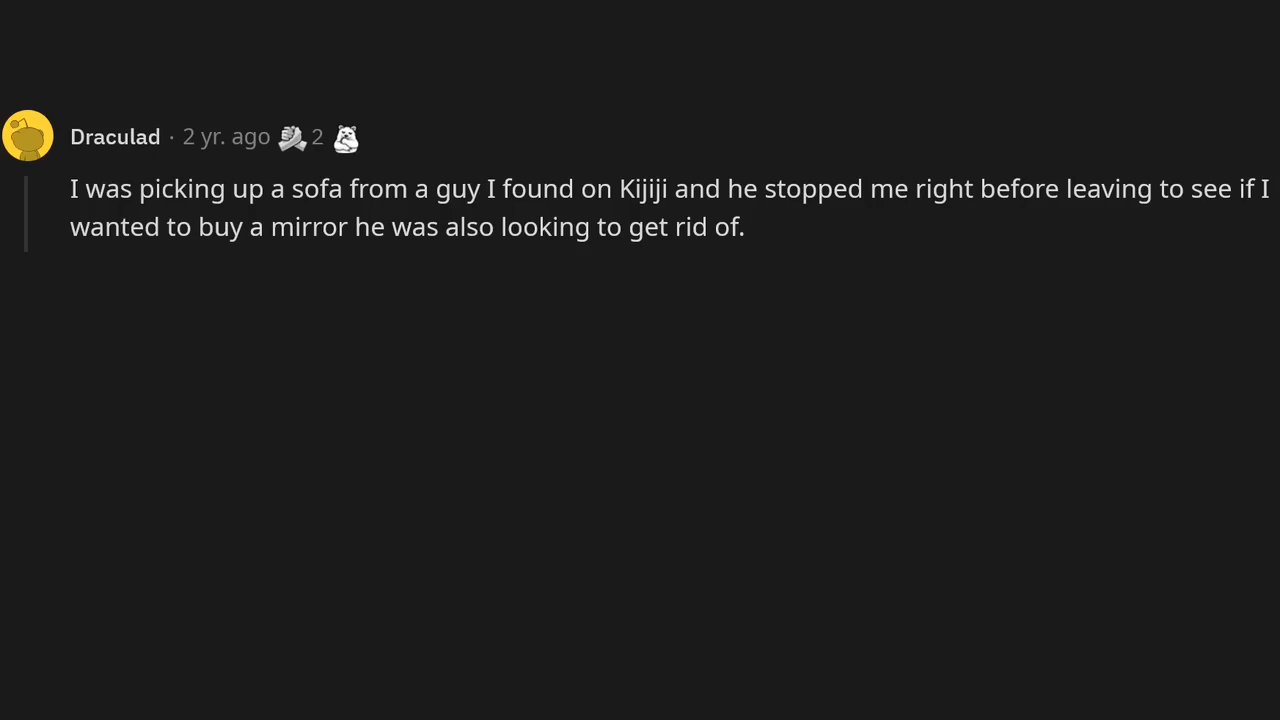 Draculad · 2 yr. ago 2
I was picking up a sofa from a guy I found on Kijiji and he stopped me right before leaving to see if I
wanted to buy a mirror he was also looking to get rid of.